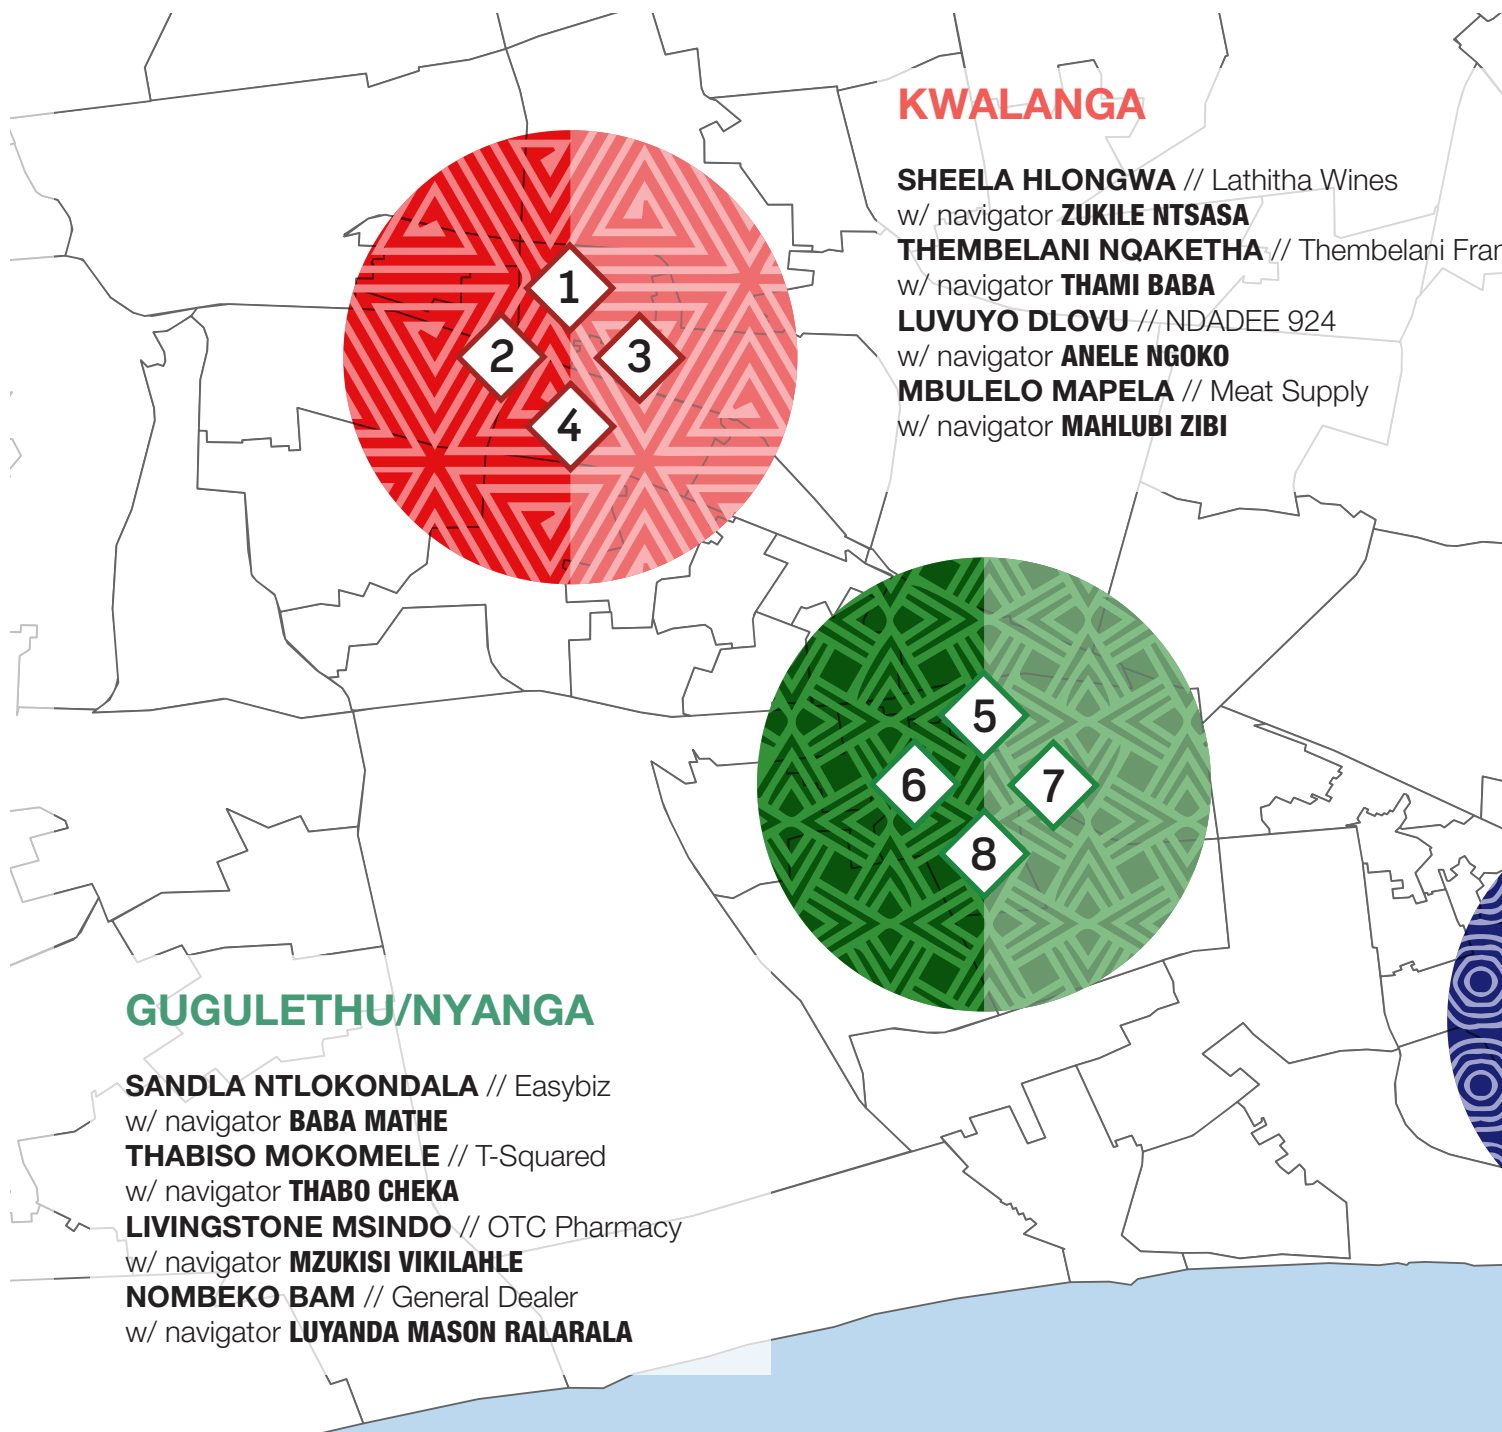 KWALANGA
SHEELA HLONGWA // Lathitha Wines
w/ navigator ZUKILE NTSASA
THEMBELANI NQAKETHA // Thembelani
w/ navigator THAMI BABA
LUVUYO DLOVU // NDADEE 924
w/ navigator ANELE NGOKO
MBULELO MAPELA // Meat Supply
w/ navigator MAHLUBI ZIBI
1
2
3
4
5
6
7
8
GUGULETHU/NYANGA
SANDLA NTLOKONDALA // Easybiz
w/ navigator BABA MATHE
THABISO MOKOMELE // T-Squared
w/ navigator THABO CHEKA
LIVINGSTONE MSINDO // OTC Pharmacy
w/ navigator MZUKISI VIKILAHLE
NOMBEKO BAM // General Dealer
w/ navigator LUYANDA MASON RALARALA